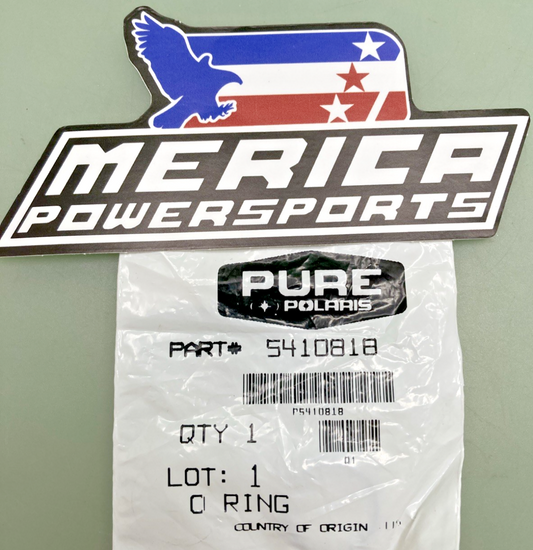 MERICA
POWERSPORTS
PURE
POLARIS
PART# 5410818
P5410818
QTY 1
01
LOT: 1
O RING
COUNTRY OF ORIGIN